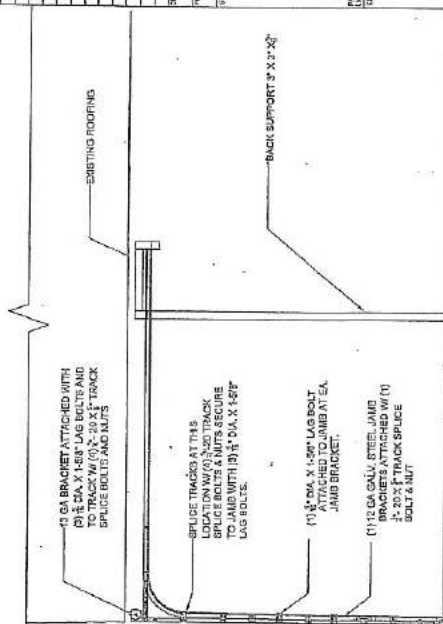 EXISTING ROOFING
13 GA BRACKET ATTACHED WITH
DIA. X 1-5/8" LAG BOLTS AND
TO TRACK W/ (4) 20 X TRACK
SPLICE BOLTS AND NUTS
BACK SUPPORT 3" X 3" X
SPLICE TRACKS AT THIS
LOCATION W/ (4) -20 TRACK
SPLICE BOLTS & NUTS SECURE
TO JAMB WITH (3) DIA. X 1-5/8"
LAG BOLTS.
(1) DIA. X 1-5/8" LAG BOLT
ATTACHED TO JAMB AT EA.
JAMB BRACKET.
(1) 12 GA GALV. STEEL JAMB
BRACKETS ATTACHED W/ (1)
20 X TRACK SPLICE
BOLT & NUT